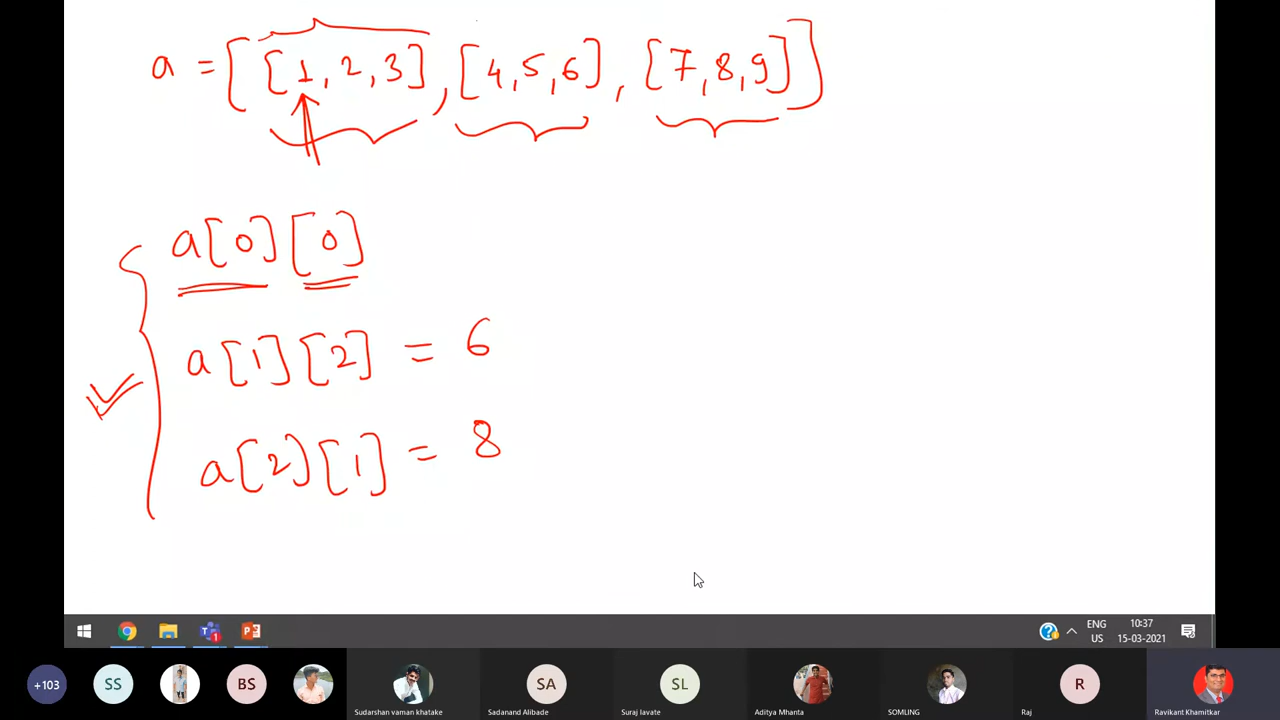 a = [[1, 2, 3], [4, 5, 6], [7, 8, 9]]
a[0][0]
a[1][2] = 6
a[2][1] = 8
ENG
US
10:37
15-03-2021
+103
SS
BS
SA
SL
R
Sudarshan vaman khatake
Sadanand Alibade
Suraj Javate
Aditya Mhanta
SOMLING
Raj
Ravikant Khamitkar